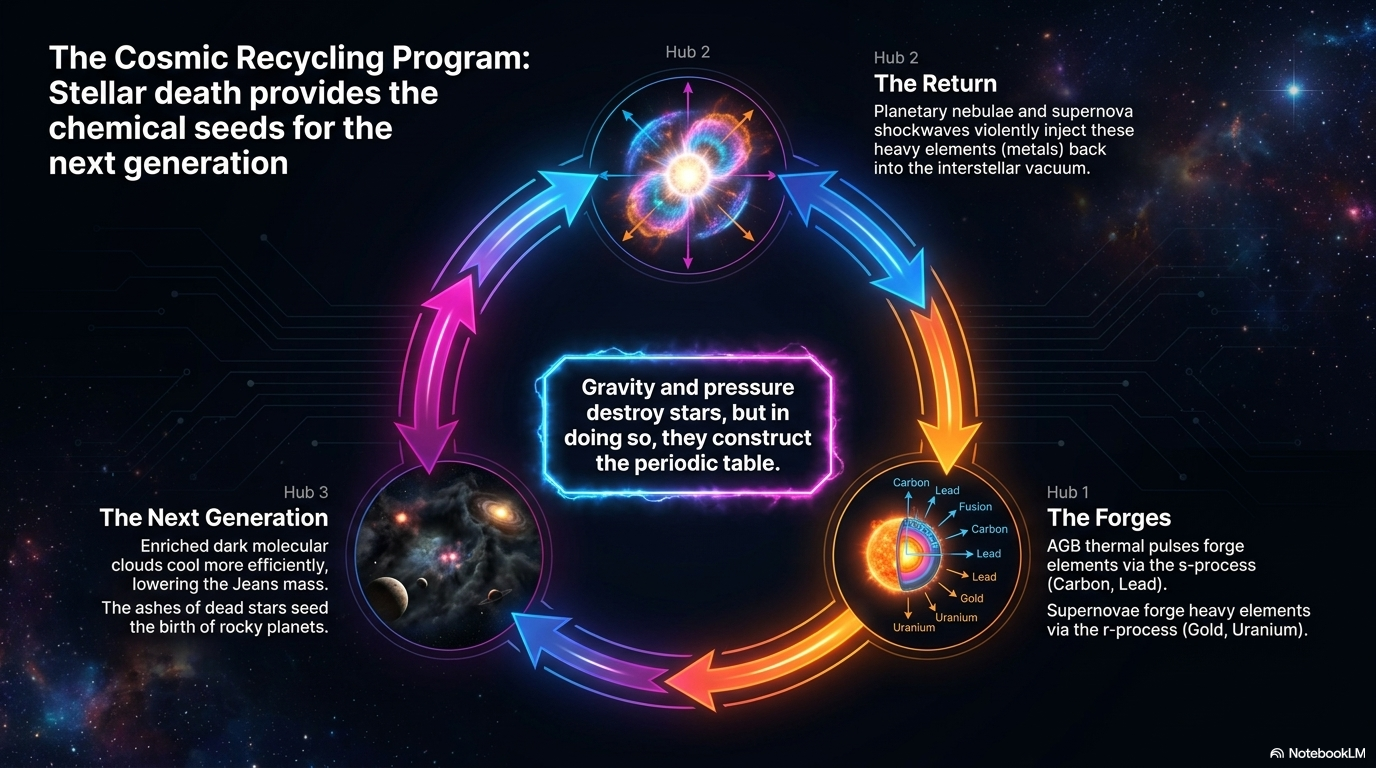 The Cosmic Recycling Program:
Stellar death provides the
chemical seeds for the
next generation
Hub 2
Hub 2
The Return
Planetary nebulae and supernova
shockwaves violently inject these
heavy elements (metals) back
into the interstellar vacuum.
Gravity and pressure
destroy stars, but in
doing so, they construct
the periodic table.
Hub 3
The Next Generation
Enriched dark molecular
clouds cool more efficiently,
lowering the Jeans mass.
The ashes of dead stars seed
the birth of rocky planets.
Carbon
Lead
Fusion
Carbon
Lead
Lead
Gold
Uranium
Uranium
Hub 1
The Forges
AGB thermal pulses forge
elements via the s-process
(Carbon, Lead).
Supernovae forge heavy elements
via the r-process (Gold, Uranium).
NotebookLM